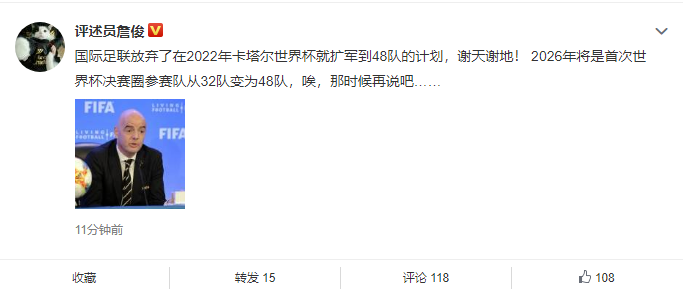 评述员詹俊
国际足联放弃了在2022年卡塔尔世界杯就扩军到48队的计划，谢天谢地！ 2026年将是首次世
界杯决赛圈参赛队从32队变为48队，唉，那时候再说吧……
FIFA
LIVING
FOOTBALL
LIVING
FOOTBALL
FIFA
11分钟前
收藏
转发 15
评论 118
108